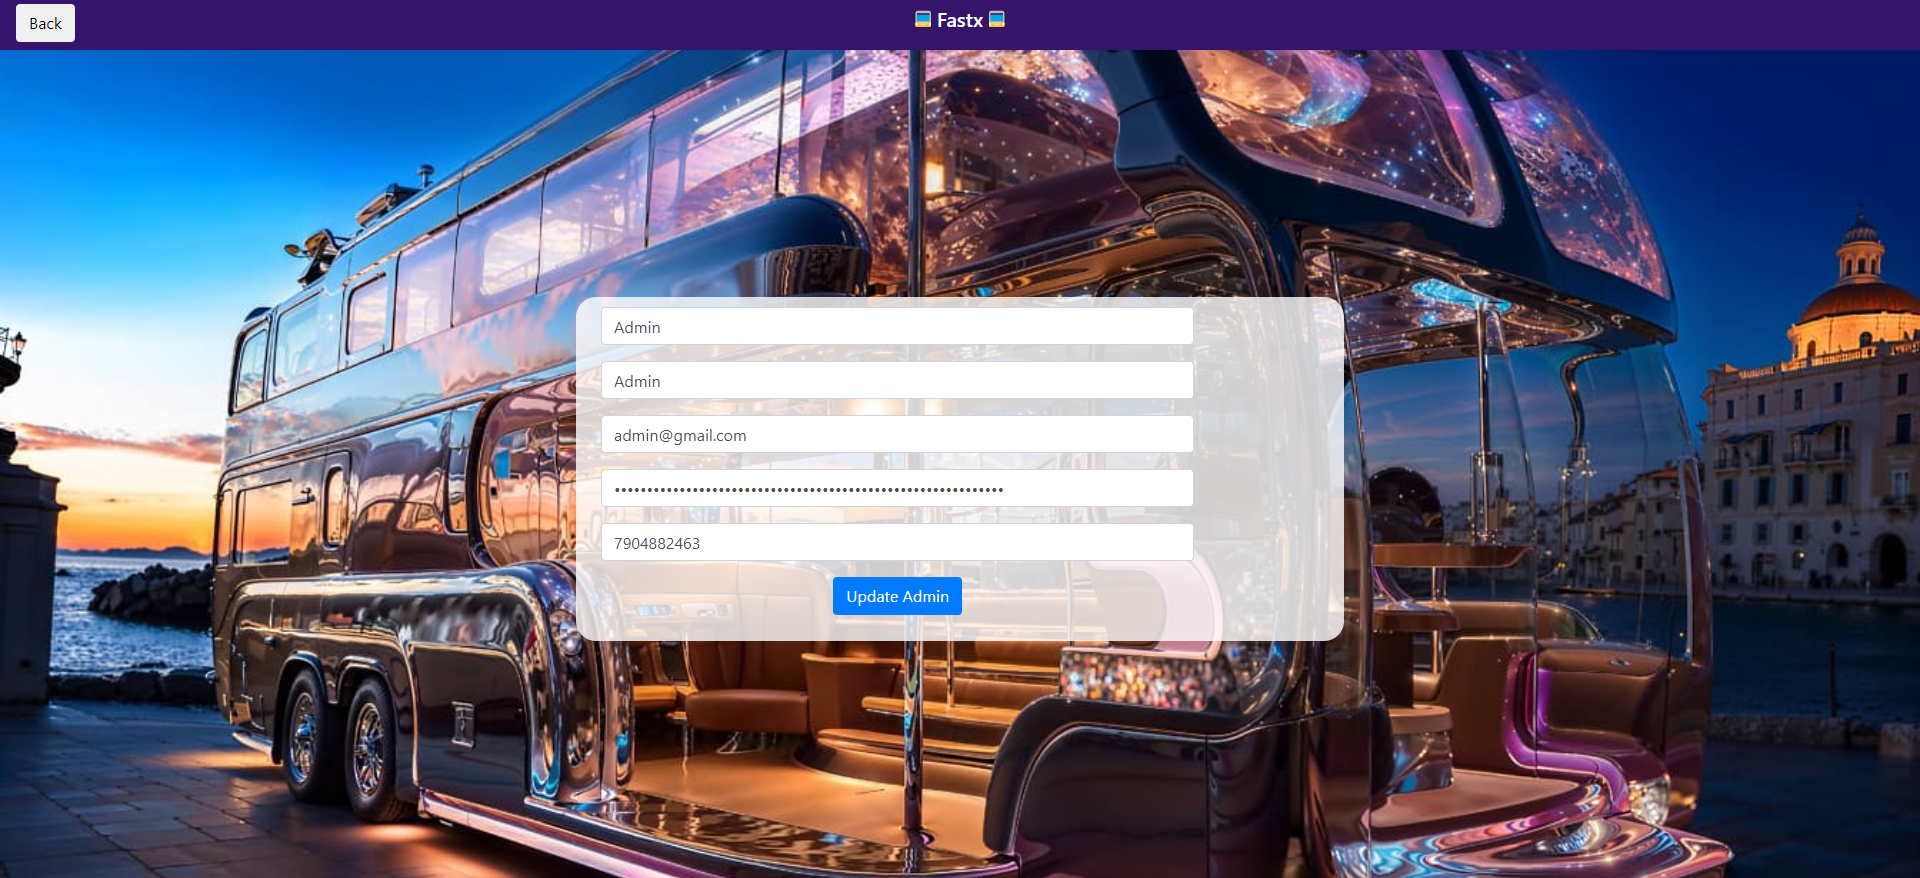 Back
Fastx
Admin
Admin
admin@gmail.com
••••••••••••••••••••••••••••••••••••••••••••••••••••••••••••
7904882463
Update Admin